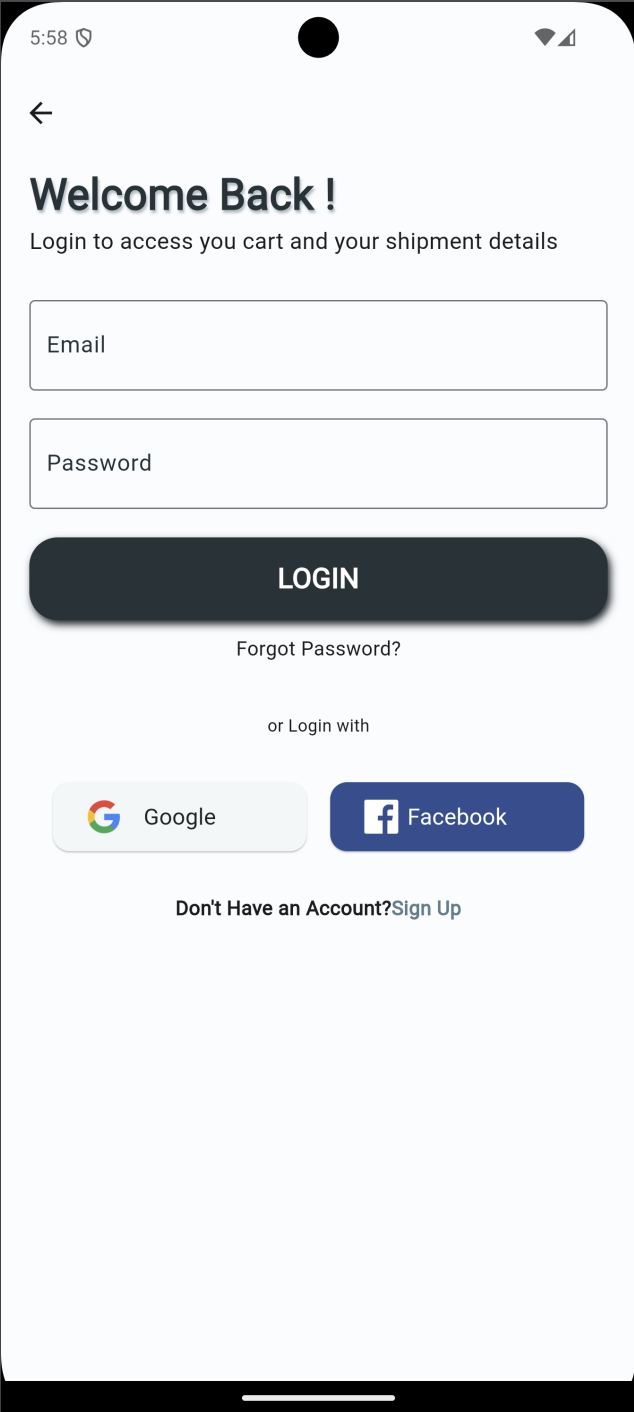 5:58
Welcome Back !
Login to access you cart and your shipment details
Email
Password
LOGIN
Forgot Password?
or Login with
Google Facebook
Don't Have an Account?Sign Up